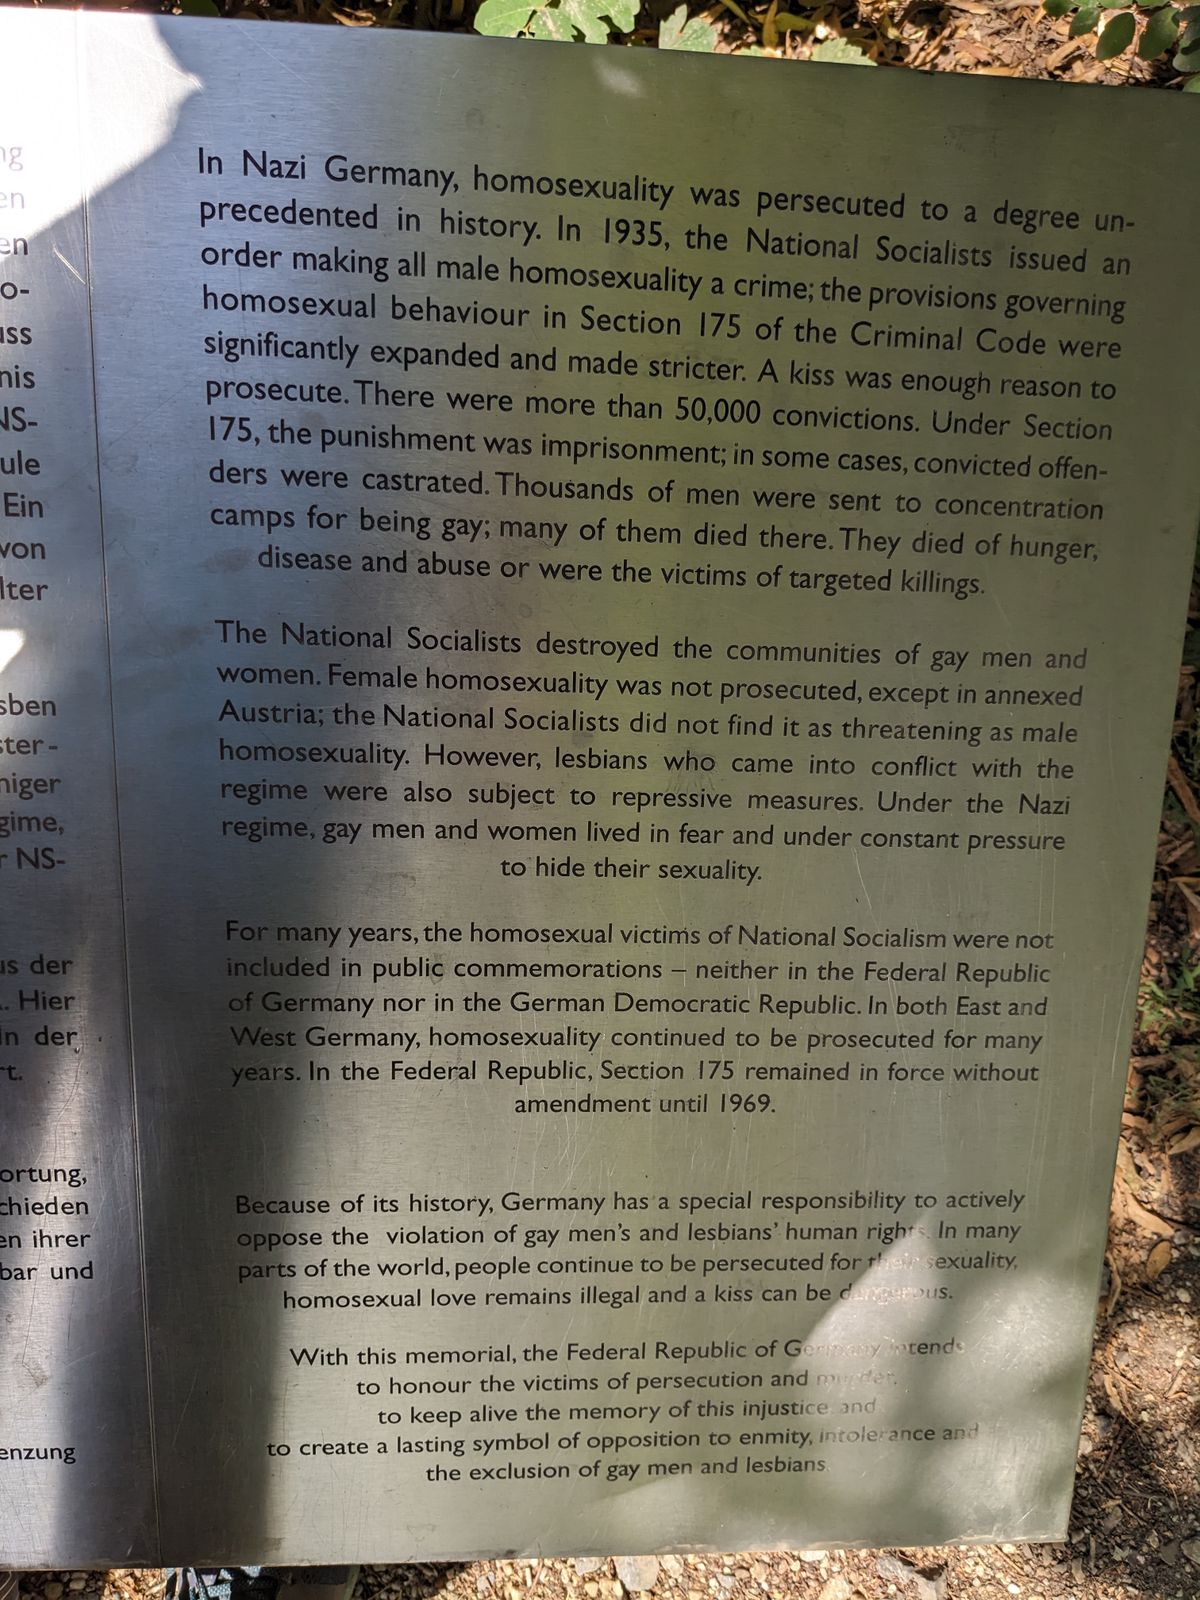 ng
en
en
o-
uss
nis
NS-
ule
Ein
von
lter
sben
ster-
niger
gime,
r NS-
us der
. Hier
In der
rt.
ortung,
chieden
en ihrer
bar und
enzung
In Nazi Germany, homosexuality was persecuted to a degree un-
precedented in history. In 1935, the National Socialists issued an
order making all male homosexuality a crime; the provisions governing
homosexual behaviour in Section 175 of the Criminal Code were
significantly expanded and made stricter. A kiss was enough reason to
prosecute. There were more than 50,000 convictions. Under Section
175, the punishment was imprisonment; in some cases, convicted offen-
ders were castrated. Thousands of men were sent to concentration
camps for being gay; many of them died there. They died of hunger,
disease and abuse or were the victims of targeted killings.
The National Socialists destroyed the communities of gay men and
women. Female homosexuality was not prosecuted, except in annexed
Austria; the National Socialists did not find it as threatening as male
homosexuality. However, lesbians who came into conflict with the
regime were also subject to repressive measures. Under the Nazi
regime, gay men and women lived in fear and under constant pressure
to hide their sexuality.
For many years, the homosexual victims of National Socialism were not
included in public commemorations – neither in the Federal Republic
of Germany nor in the German Democratic Republic. In both East and
West Germany, homosexuality continued to be prosecuted for many
years. In the Federal Republic, Section 175 remained in force without
amendment until 1969.
Because of its history, Germany has a special responsibility to actively
oppose the violation of gay men's and lesbians' human rights. In many
parts of the world, people continue to be persecuted for their sexuality,
homosexual love remains illegal and a kiss can be dangerous.
With this memorial, the Federal Republic of Germany intends
to honour the victims of persecution and murder,
to keep alive the memory of this injustice and
to create a lasting symbol of opposition to enmity, intolerance and
the exclusion of gay men and lesbians.